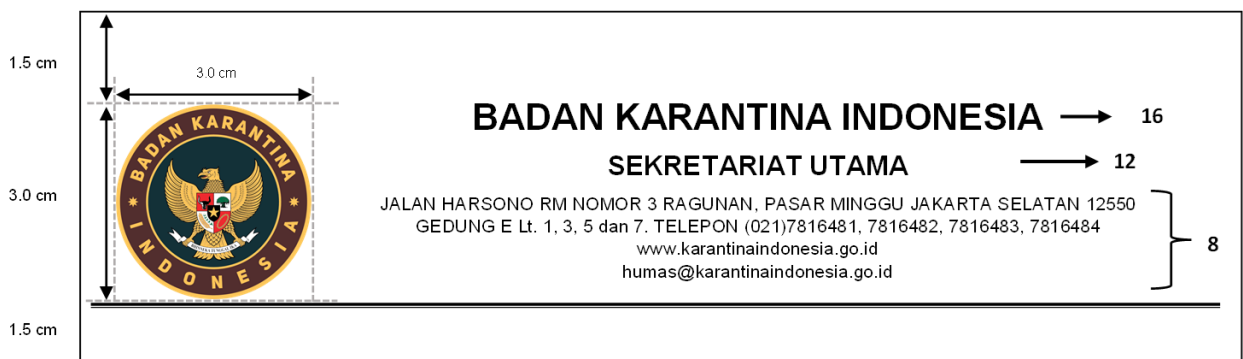 1.5 cm
3.0 cm
BADAN KARANTINA INDONESIA
16
BADAN KARANTINA
INDONESIA
SEKRETARIAT UTAMA
12
3.0 cm
JALAN HARSONO RM NOMOR 3 RAGUNAN, PASAR MINGGU JAKARTA SELATAN 12550
GEDUNG E Lt. 1, 3, 5 dan 7. TELEPON (021)7816481, 7816482, 7816483, 7816484
www.karantinaindonesia.go.id
humas@karantinaindonesia.go.id
8
1.5 cm